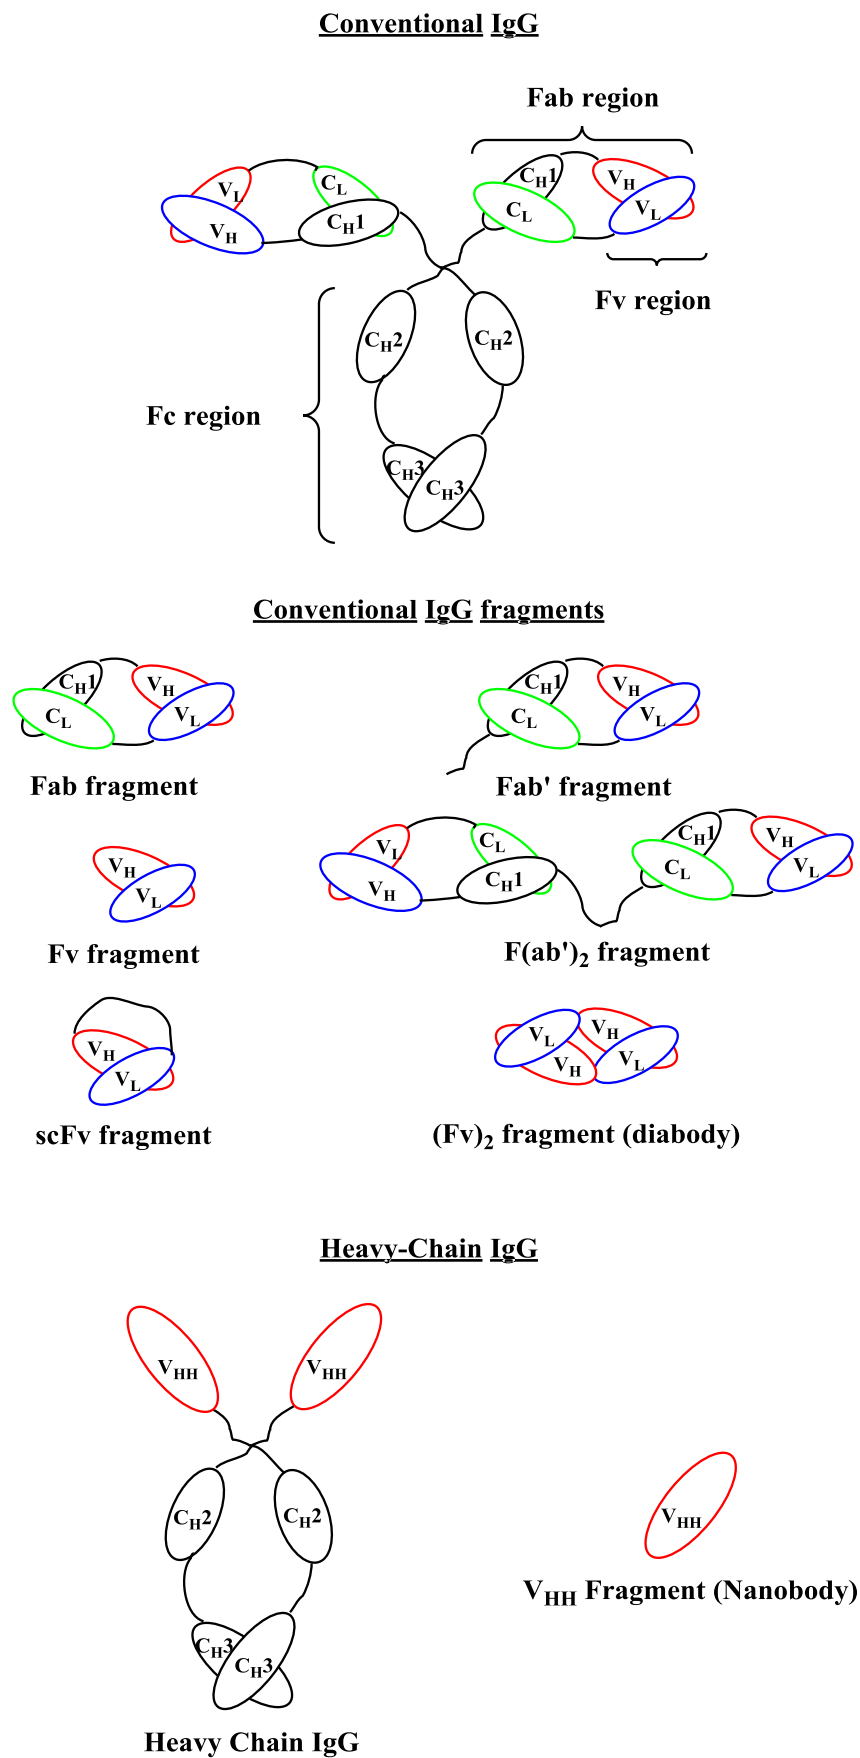 Conventional IgG
Fab region
VL
VH
CL
CH1
CH1
CL
VH
VL
Fv region
CH2
CH2
Fc region
CH3
CH3
Conventional IgG fragments
CH1
CL
VH
VL
Fab fragment
CH1
CL
VH
VL
Fab' fragment
VH
VL
Fv fragment
VL
VH
CL
CH1
CH1
CL
VH
VL
F(ab')2 fragment
VH
VL
scFv fragment
VL
VH
VH
VL
(Fv)2 fragment (diabody)
Heavy-Chain IgG
VHH
VHH
CH2
CH2
CH3
CH3
Heavy Chain IgG
VHH
VHH Fragment (Nanobody)